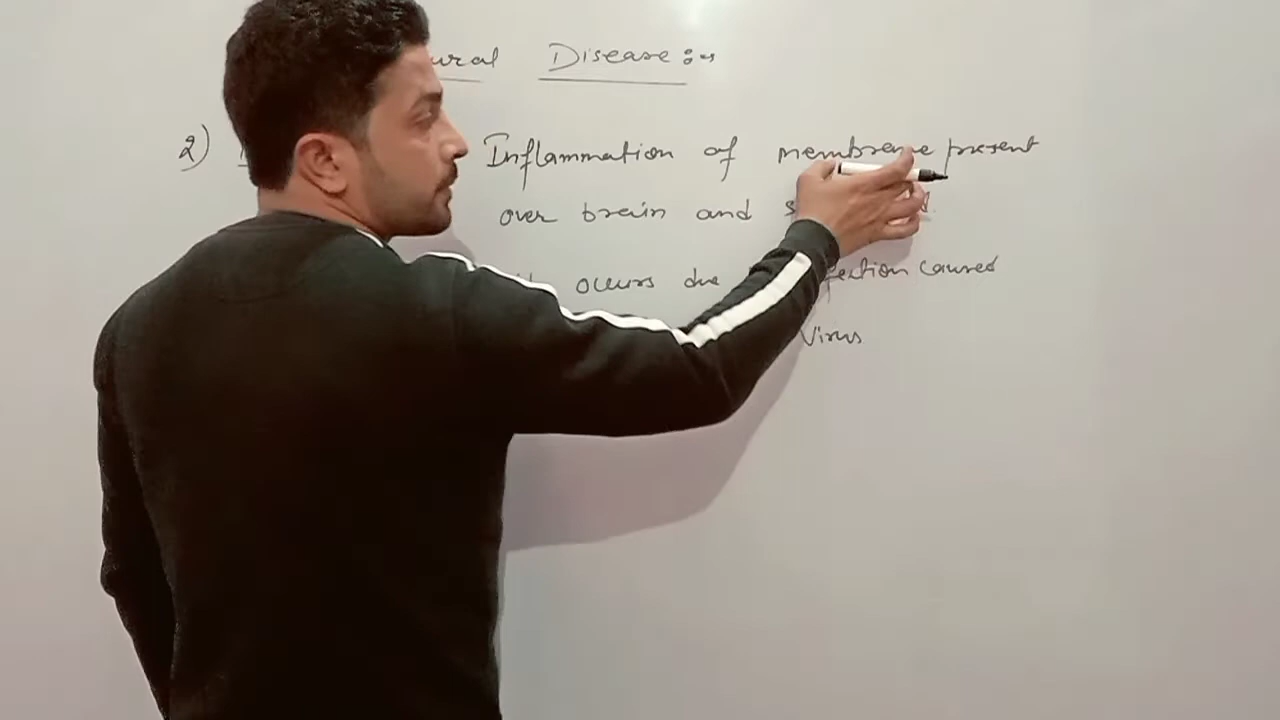 ural Disease:-
2) Inflammation of membrane present
over brain and
occurs due fection caused
Virus